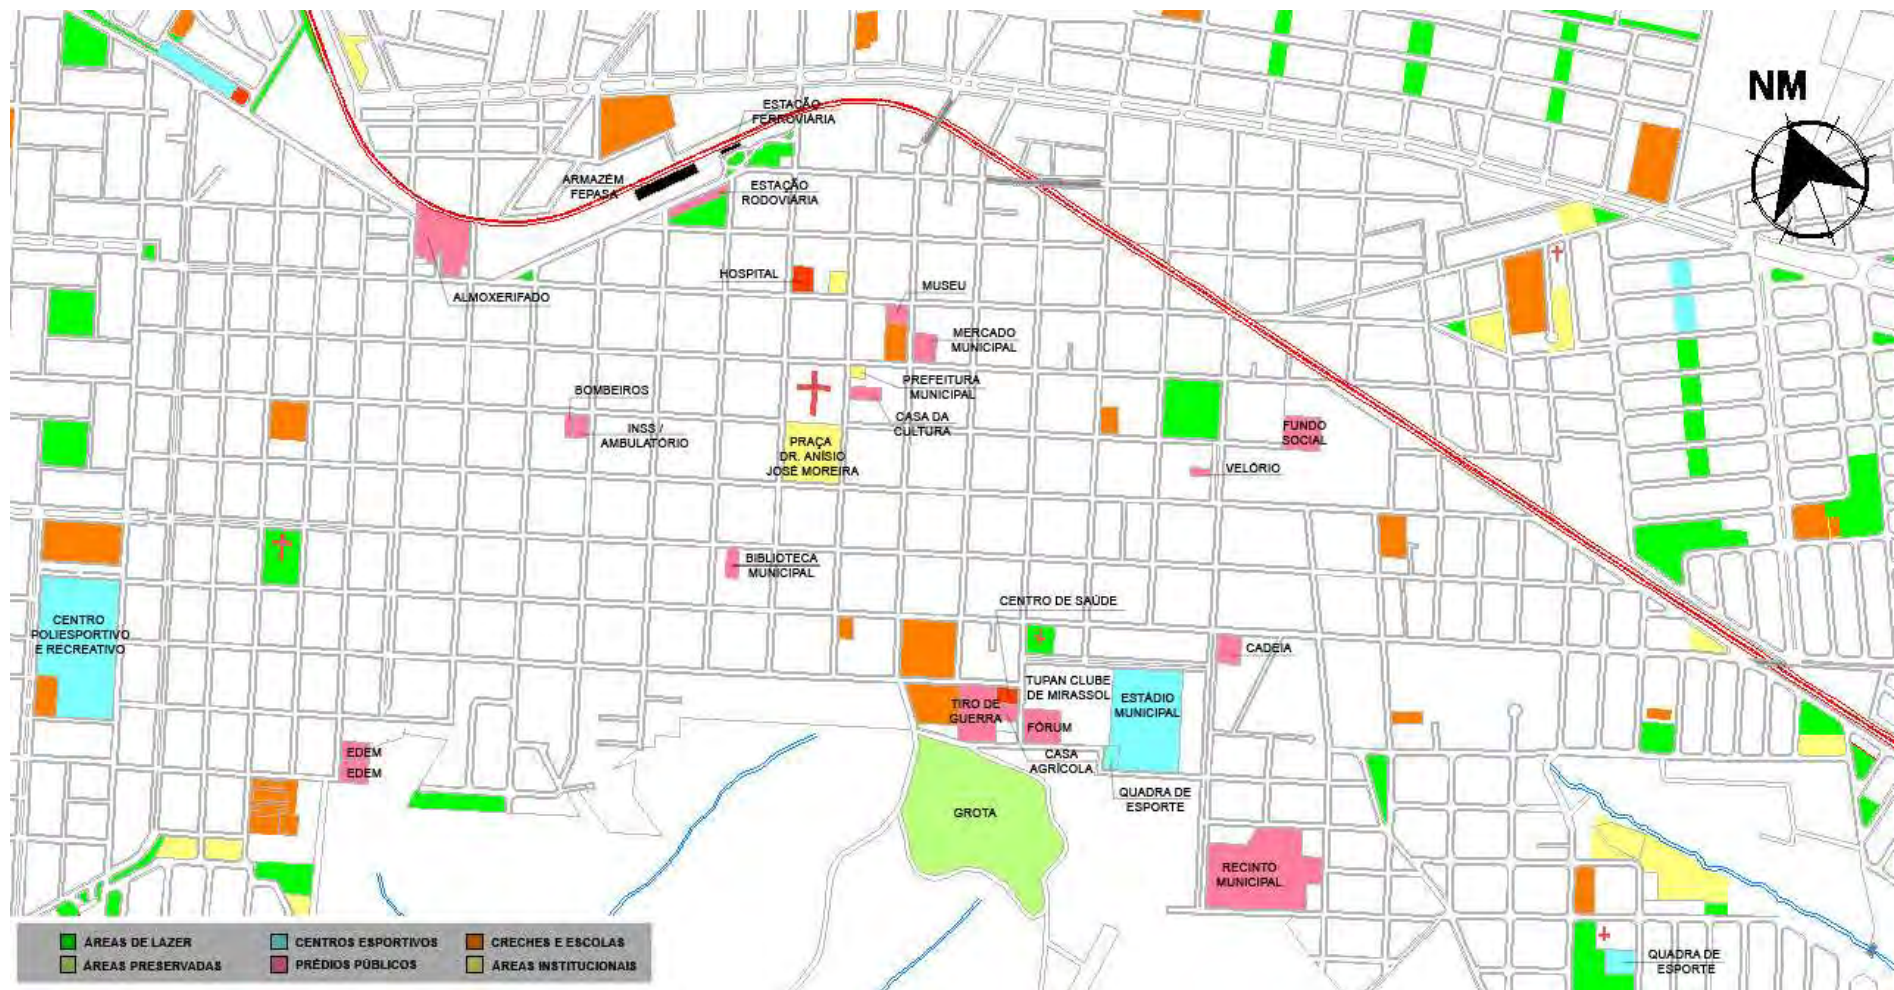 NM
ESTAÇÃO
FERROVIÁRIA
ARMAZÉM
FEPASA
ESTAÇÃO
RODOVIÁRIA
HOSPITAL
MUSEU
ALMOXERIFADO
MERCADO
MUNICIPAL
PREFEITURA
MUNICIPAL
BOMBEIROS
CASA DA
CULTURA
INSS /
AMBULATÓRIO
FUNDO
SOCIAL
PRAÇA
DR. ANÍSIO
JOSÉ MOREIRA
VELÓRIO
BIBLIOTECA
MUNICIPAL
CENTRO DE SAÚDE
CENTRO
POLIESPORTIVO
E RECREATIVO
CADEIA
TUPAN CLUBE
DE MIRASSOL
ESTÁDIO
MUNICIPAL
TIRO DE
GUERRA
FÓRUM
EDEM
EDEM
CASA
AGRÍCOLA
QUADRA DE
ESPORTE
GROTA
RECINTO
MUNICIPAL
QUADRA DE
ESPORTE
ÁREAS DE LAZER
CENTROS ESPORTIVOS
CRECHES E ESCOLAS
ÁREAS PRESERVADAS
PRÉDIOS PÚBLICOS
ÁREAS INSTITUCIONAIS